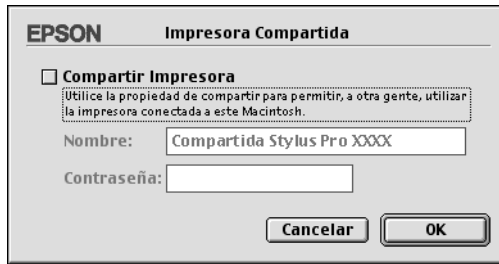 EPSON Impresora Compartida
Compartir Impresora
Utilice la propiedad de compartir para permitir, a otra gente, utilizar
la impresora conectada a este Macintosh.
Nombre: Compartida Stylus Pro XXXX
Contraseña:
Cancelar OK